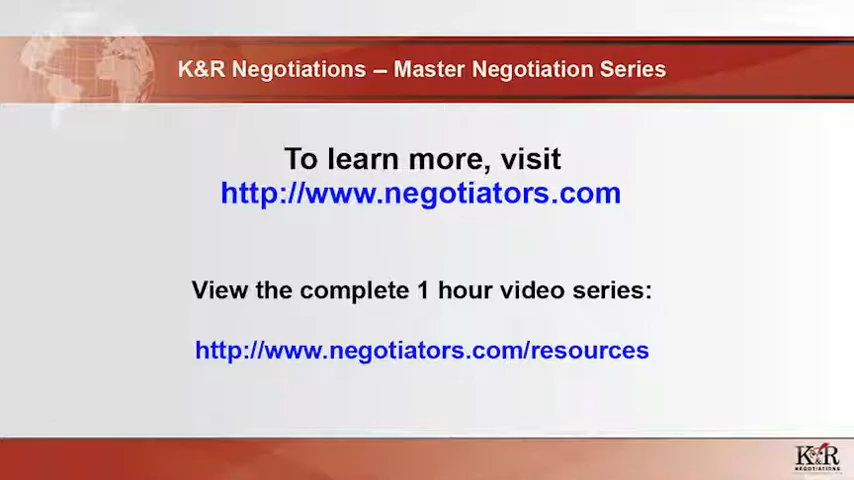 K&R Negotiations – Master Negotiation Series
To learn more, visit
http://www.negotiators.com
View the complete 1 hour video series:
http://www.negotiators.com/resources
K&R
NEGOTIATIONS